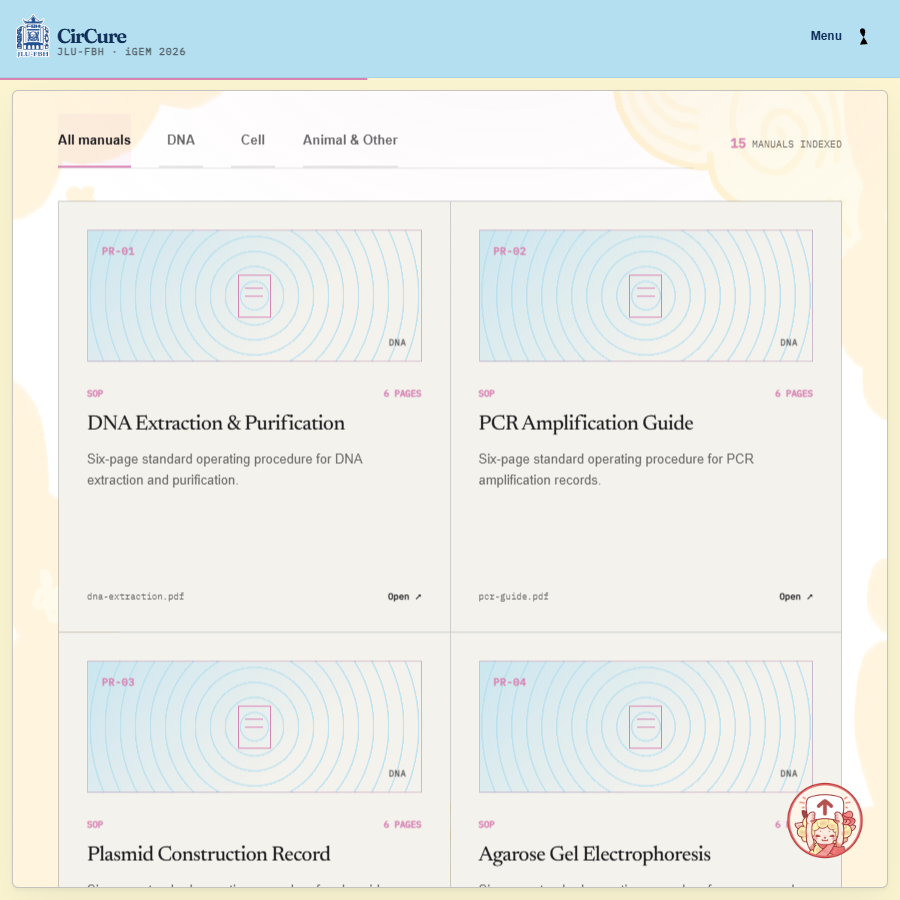 JLU-FBH
CirCure
JLU-FBH · iGEM 2026
Menu
All manuals
DNA
Cell
Animal & Other
15 MANUALS INDEXED
PR-01
DNA
SOP
6 PAGES
DNA Extraction & Purification
Six-page standard operating procedure for DNA
extraction and purification.
dna-extraction.pdf
Open ↗
PR-02
DNA
SOP
6 PAGES
PCR Amplification Guide
Six-page standard operating procedure for PCR
amplification records.
pcr-guide.pdf
Open ↗
PR-03
DNA
SOP
6 PAGES
Plasmid Construction Record
PR-04
DNA
SOP
6
Agarose Gel Electrophoresis